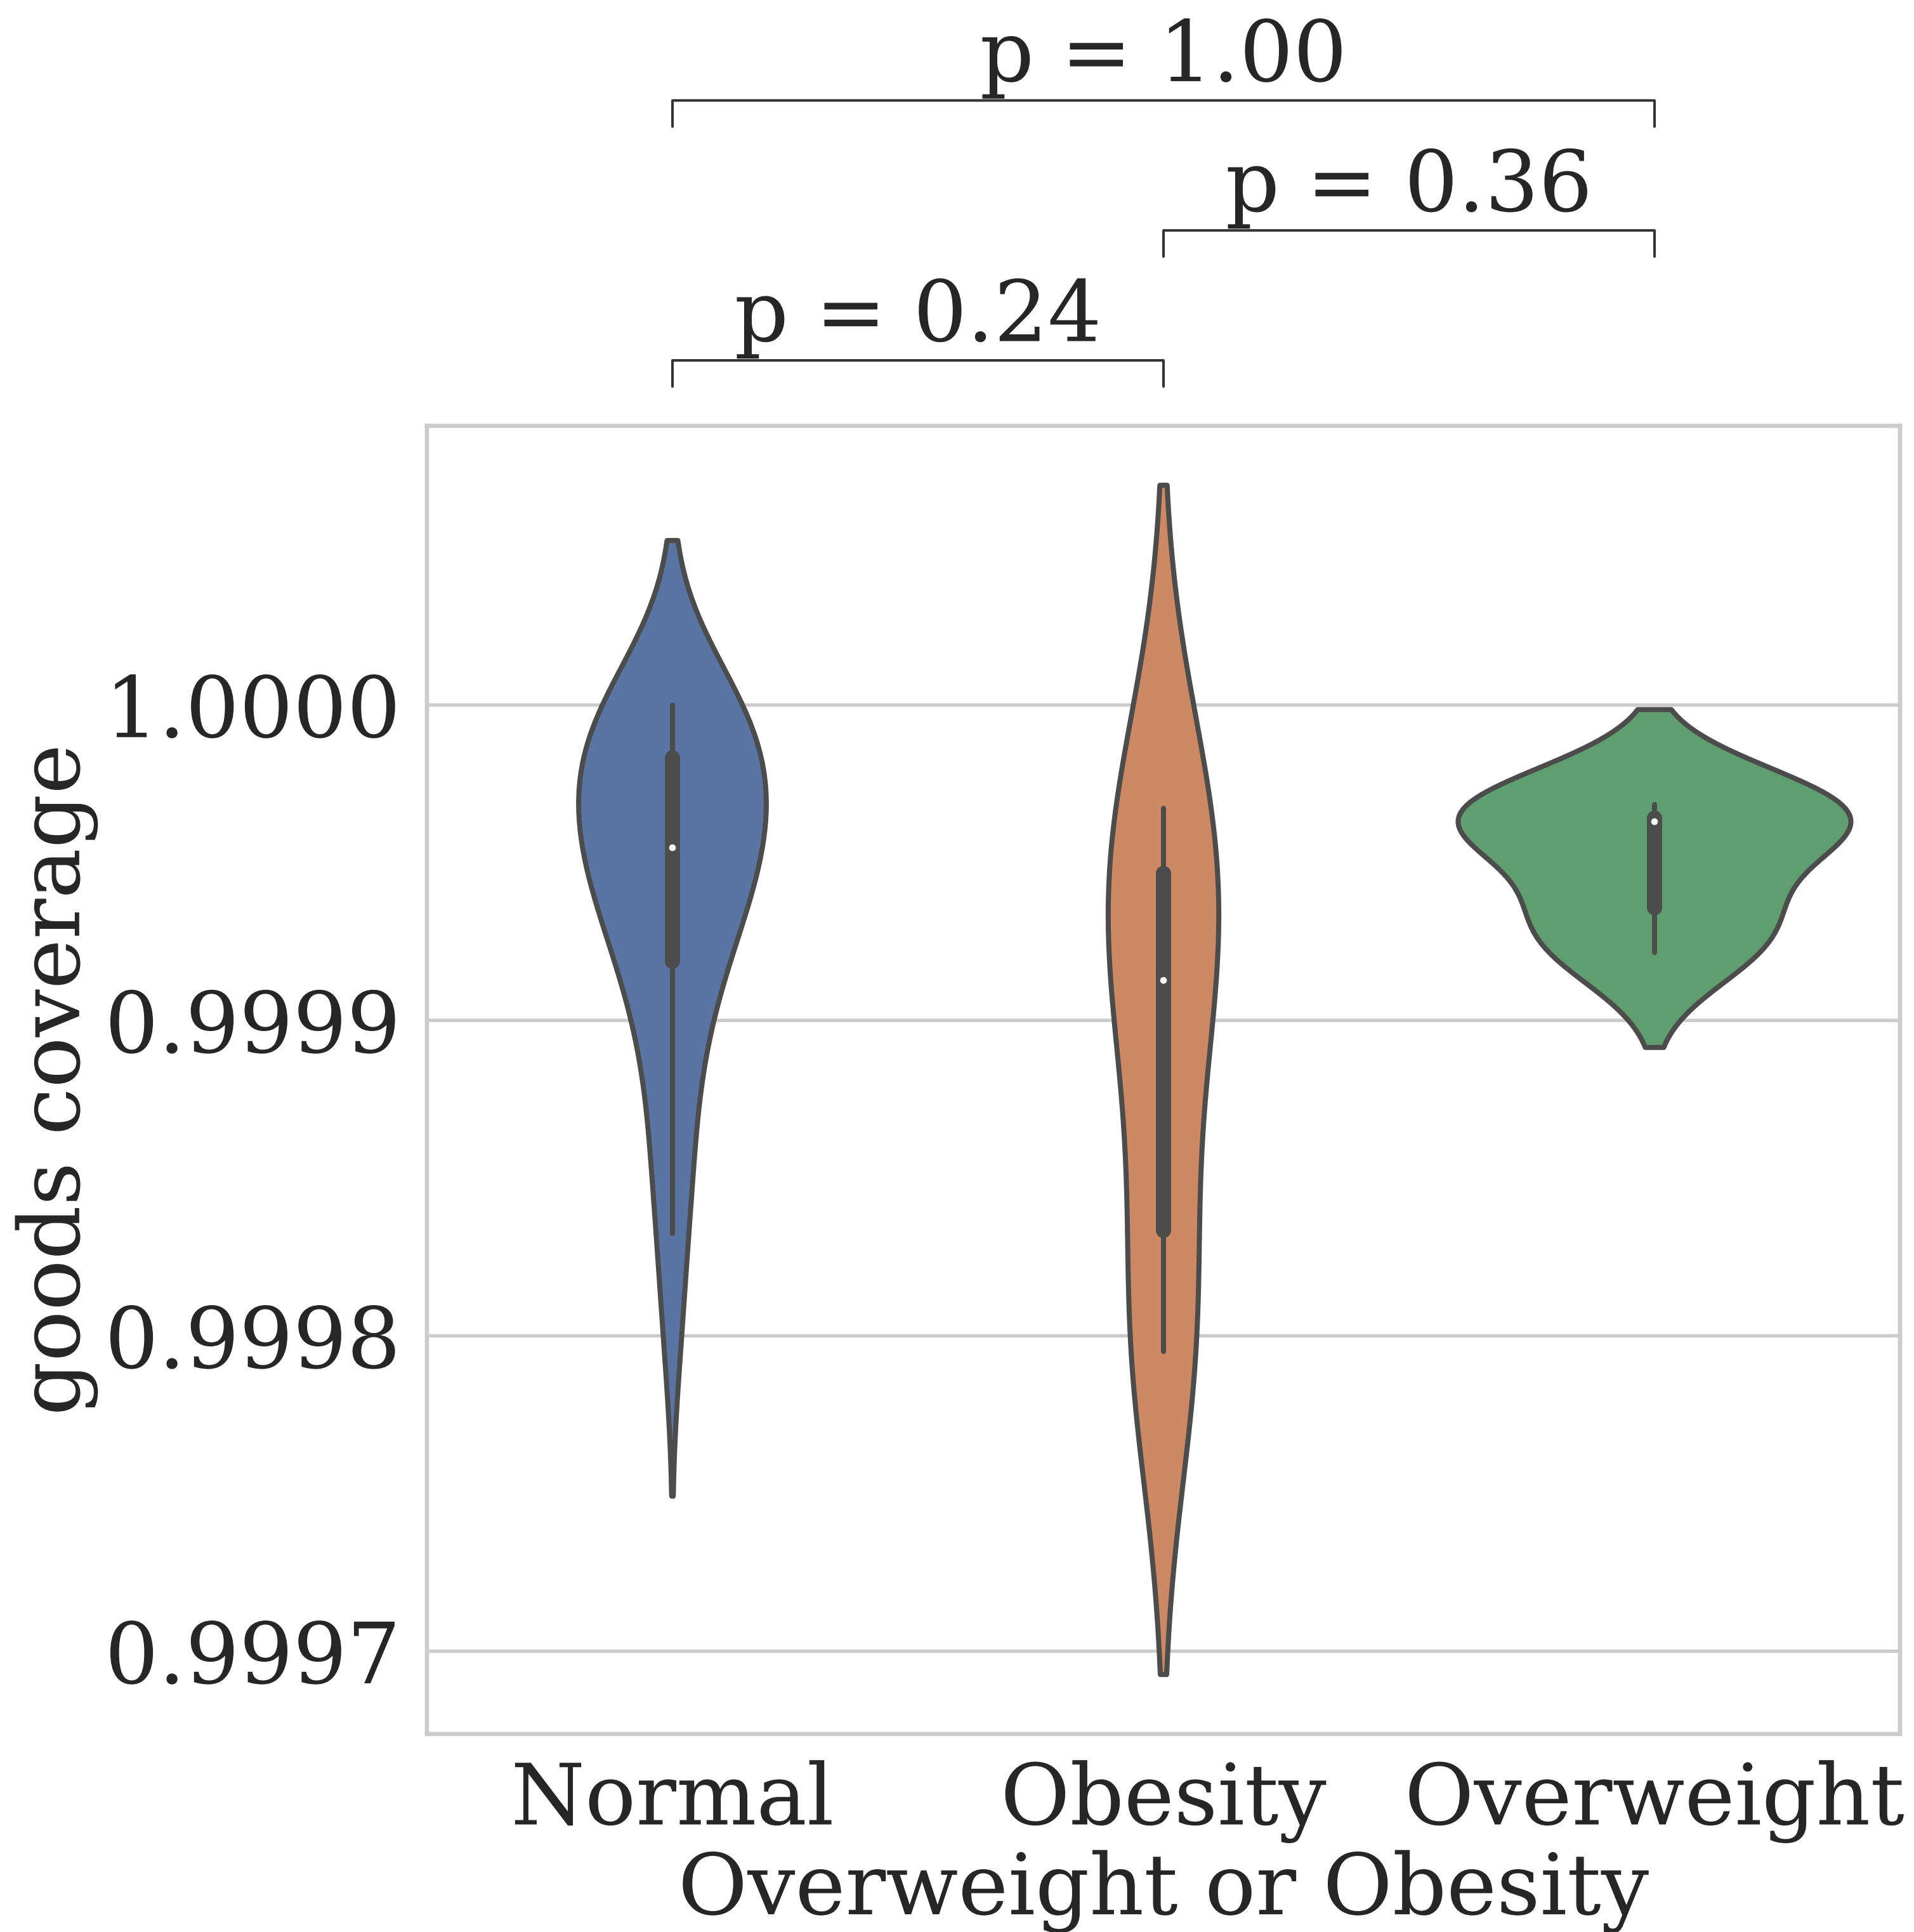 p = 1.00
p = 0.36
p = 0.24
goods coverage
1.0000
0.9999
0.9998
0.9997
Normal Obesity Overweight
Overweight or Obesity